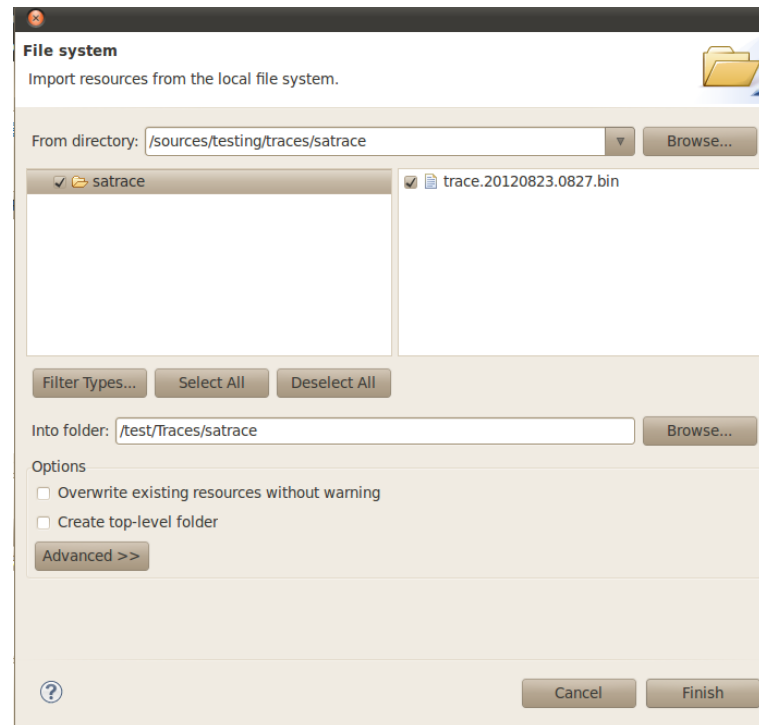 File system
Import resources from the local file system.
From directory: /sources/testing/traces/satrace Browse...
satrace trace.20120823.0827.bin
Filter Types... Select All Deselect All
Into folder: /test/Traces/satrace Browse...
Options
Overwrite existing resources without warning
Create top-level folder
Advanced >>
? Cancel Finish